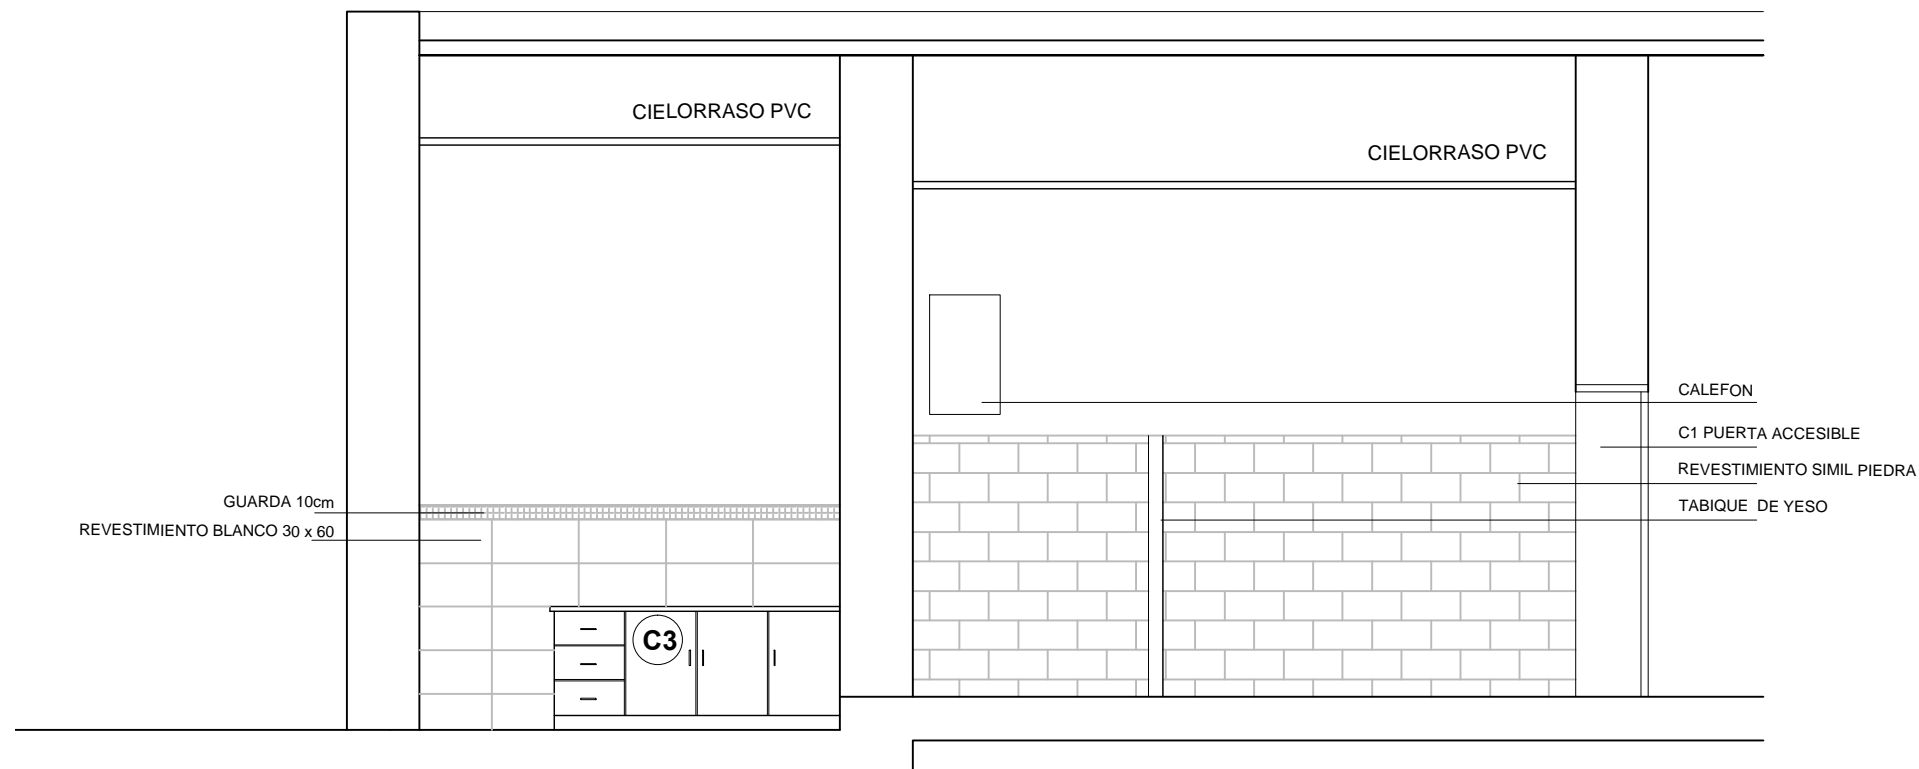 CIELORRASO PVC
CIELORRASO PVC
CALEFON
C1 PUERTA ACCESIBLE
REVESTIMIENTO SIMIL PIEDRA
TABIQUE DE YESO
GUARDA 10cm
REVESTIMIENTO BLANCO 30 x 60
C3